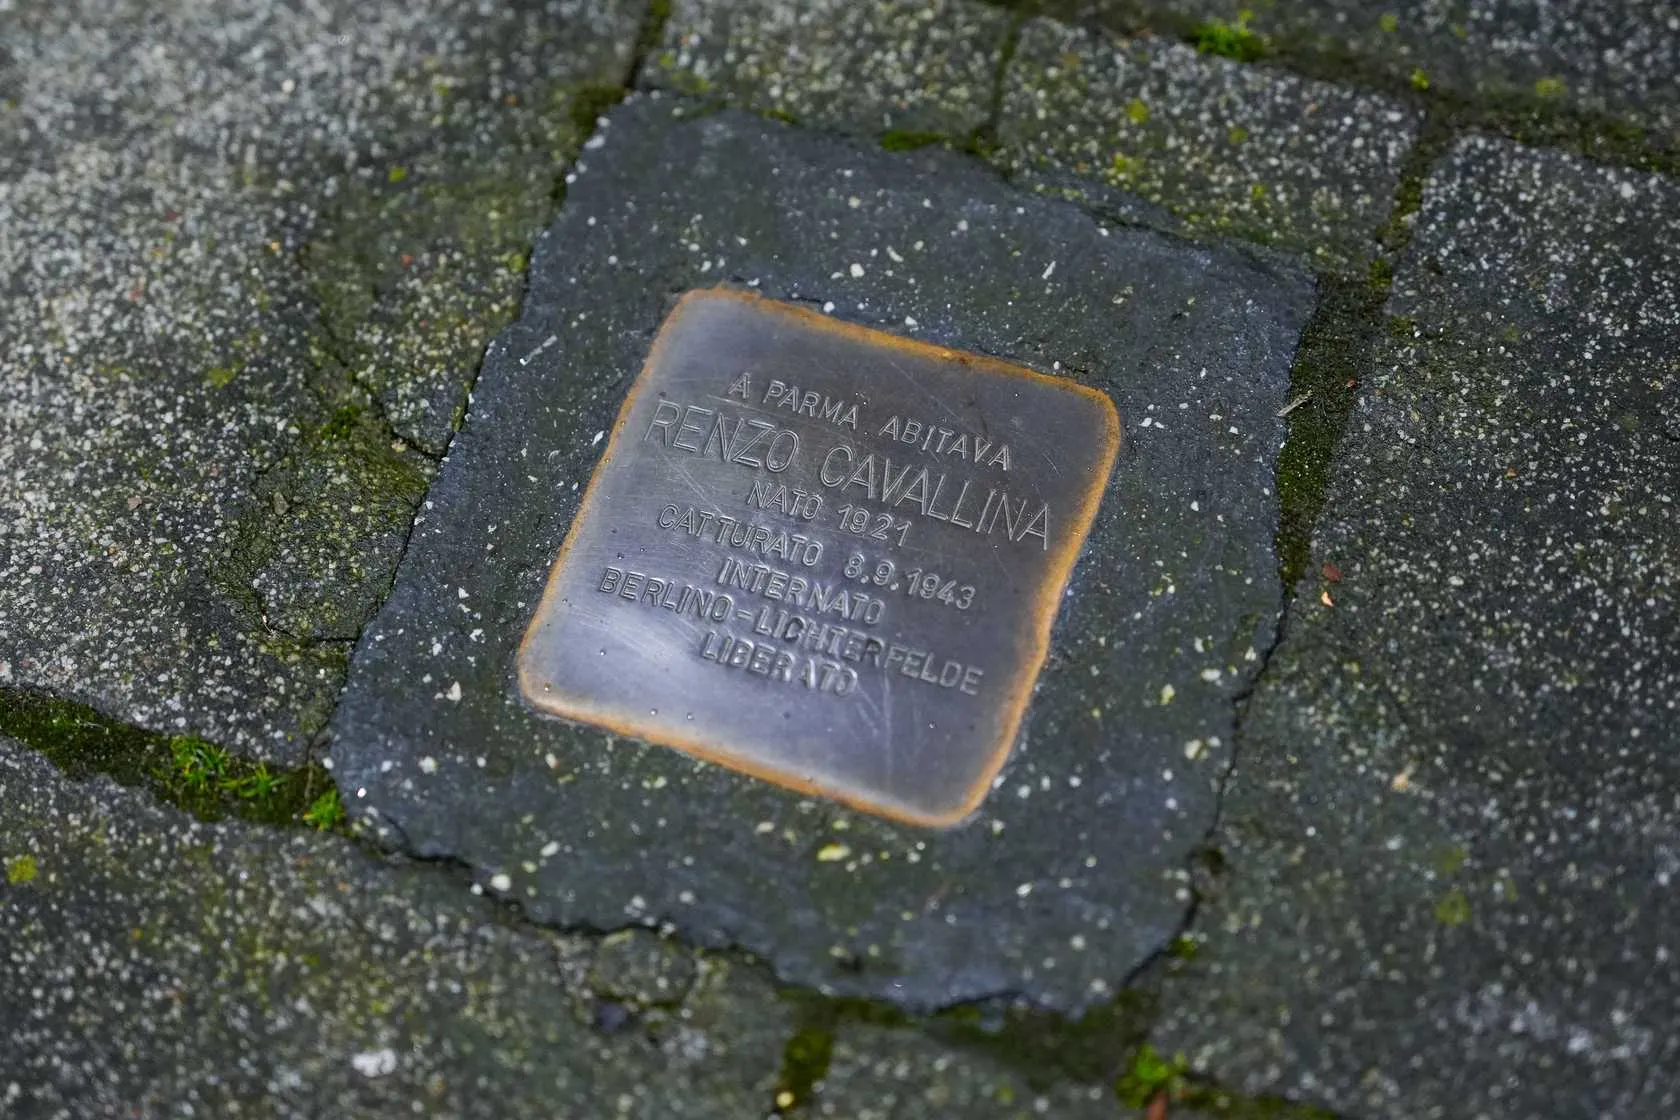 A PARMA ABITAVA
RENZO CAVALLINA
NATO 1921
CATTURATO 8.9.1943
INTERNATO
BERLINO=LICHTERFELDE
LIBERATO